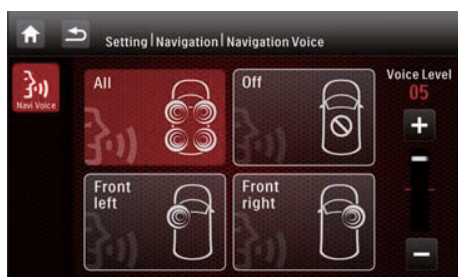 Setting | Navigation | Navigation Voice
Navi Voice
All
Off
Front
left
Front
right
Voice Level
05